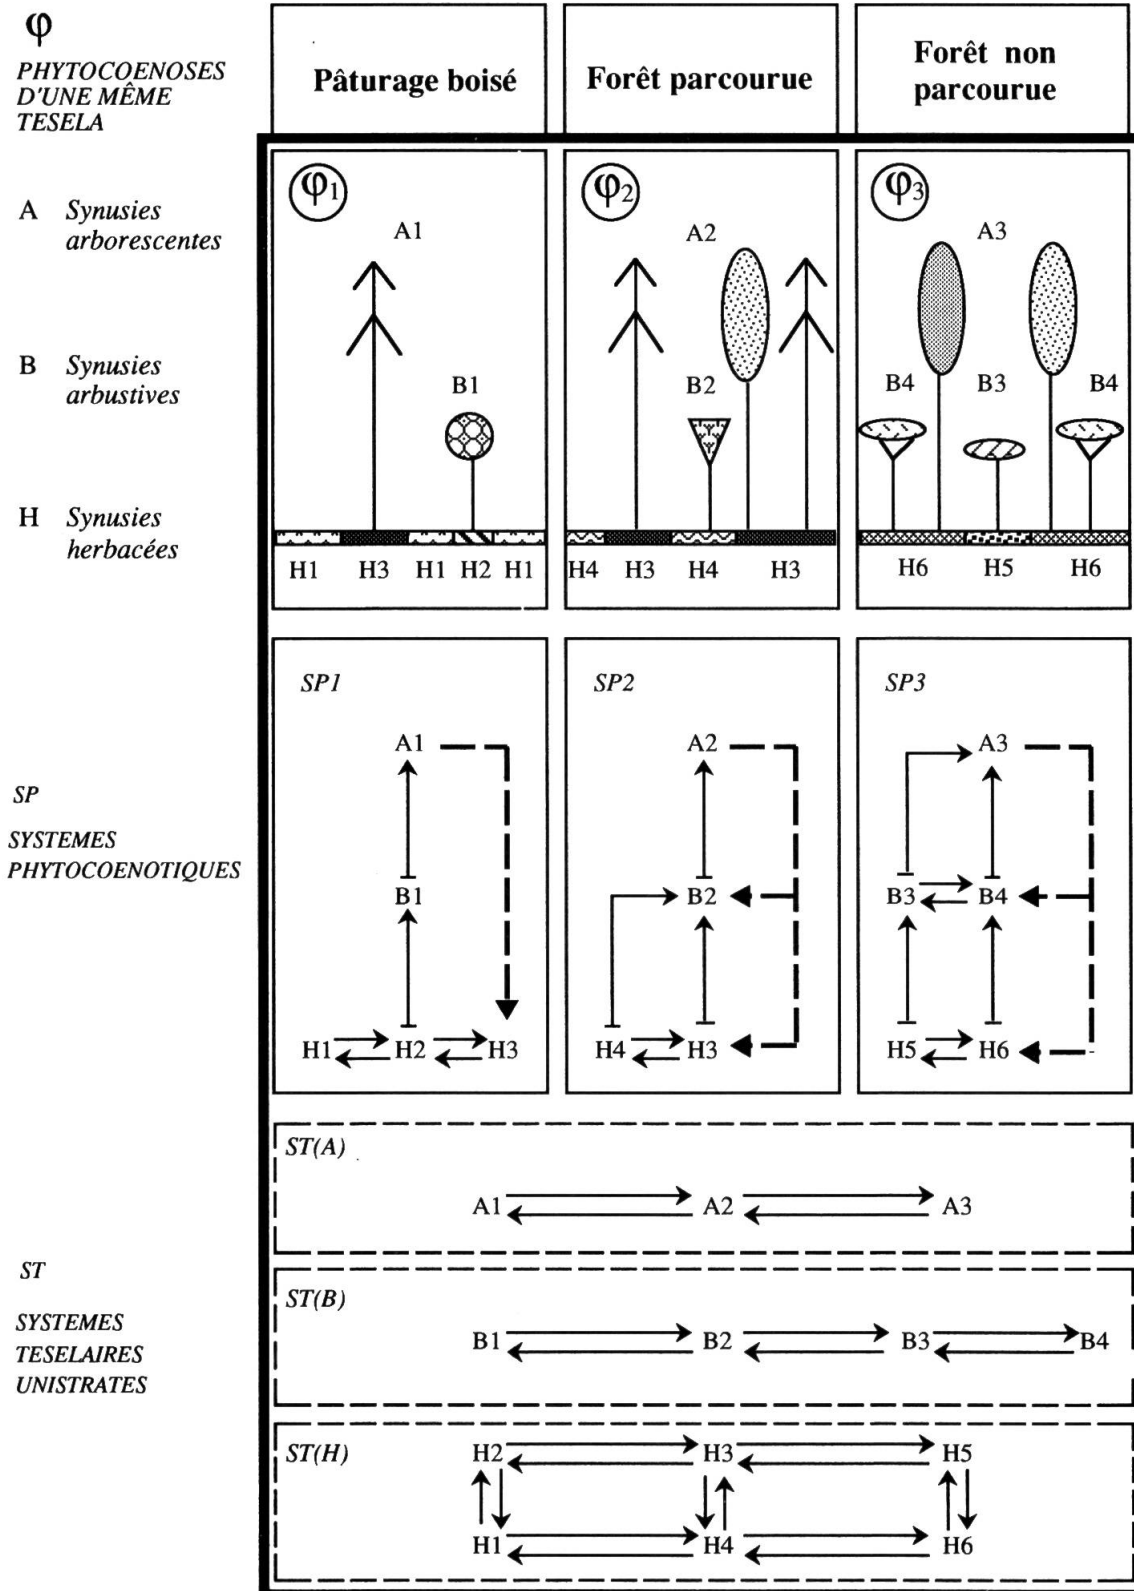 φ
PHYTOCOENOSES
D'UNE MÊME
TESELA
Pâturage boisé
Forêt parcourue
Forêt non
parcourue
A Synusies
arborescentes
B Synusies
arbustives
H Synusies
herbacées
φ1
A1
B1
H1 H3 H1 H2 H1
φ2
A2
B2
H4 H3 H4 H3
φ3
A3
B4 B3 B4
H6 H5 H6
SP
SYSTEMES
PHYTOCOENOTIQUES
SP1
A1
B1
H1 H2 H3
SP2
A2
B2
H4 H3
SP3
A3
B3 B4
H5 H6
ST
SYSTEMES
TESELAIRES
UNISTRATES
ST(A)
A1 A2 A3
ST(B)
B1 B2 B3 B4
ST(H)
H2 H3 H5
H1 H4 H6